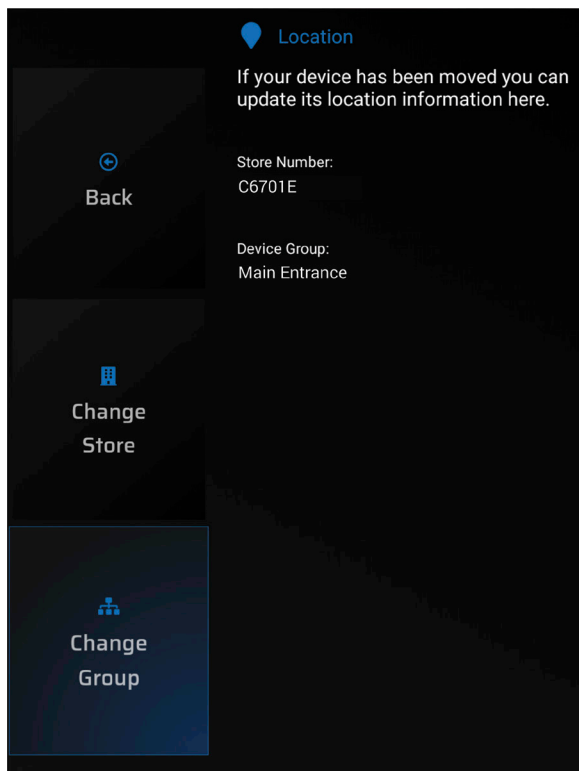 Location
If your device has been moved you can
update its location information here.
Back
Store Number:
C6701E
Device Group:
Main Entrance
Change
Store
Change
Group